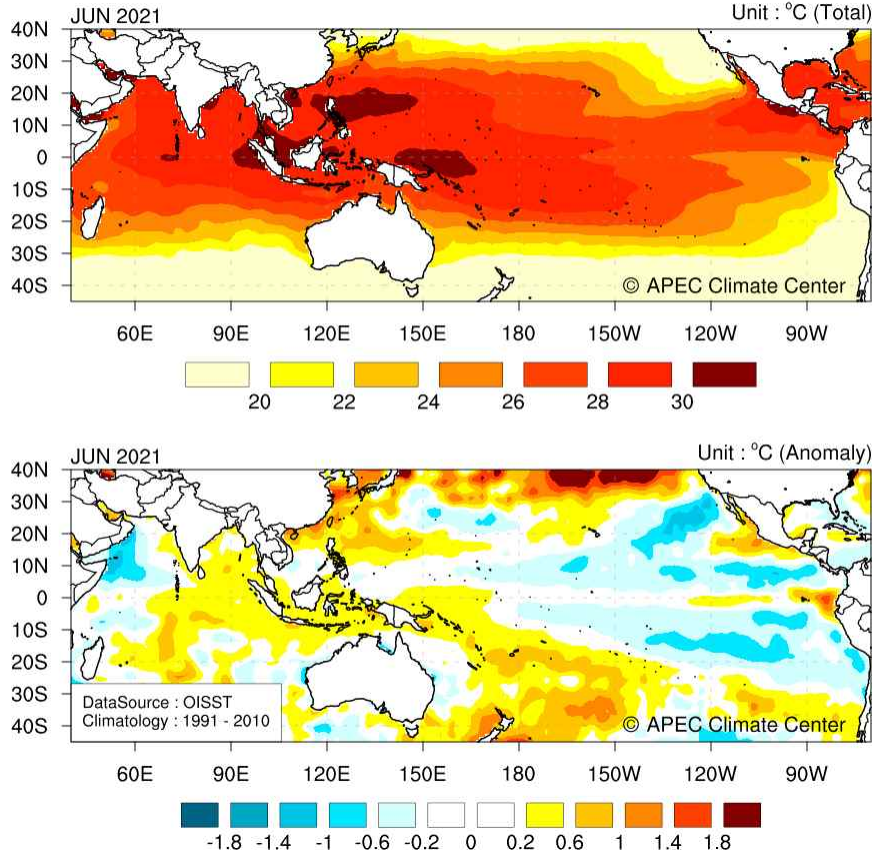 JUN 2021 Unit : °C (Total)
40N
30N
20N
10N
0
10S
20S
30S
40S
© APEC Climate Center
60E 90E 120E 150E 180 150W 120W 90W
20 22 24 26 28 30
JUN 2021 Unit : °C (Anomaly)
40N
30N
20N
10N
0
10S
20S
30S
40S
DataSource : OISST
Climatology : 1991 - 2010
© APEC Climate Center
60E 90E 120E 150E 180 150W 120W 90W
-1.8 -1.4 -1 -0.6 -0.2 0 0.2 0.6 1 1.4 1.8